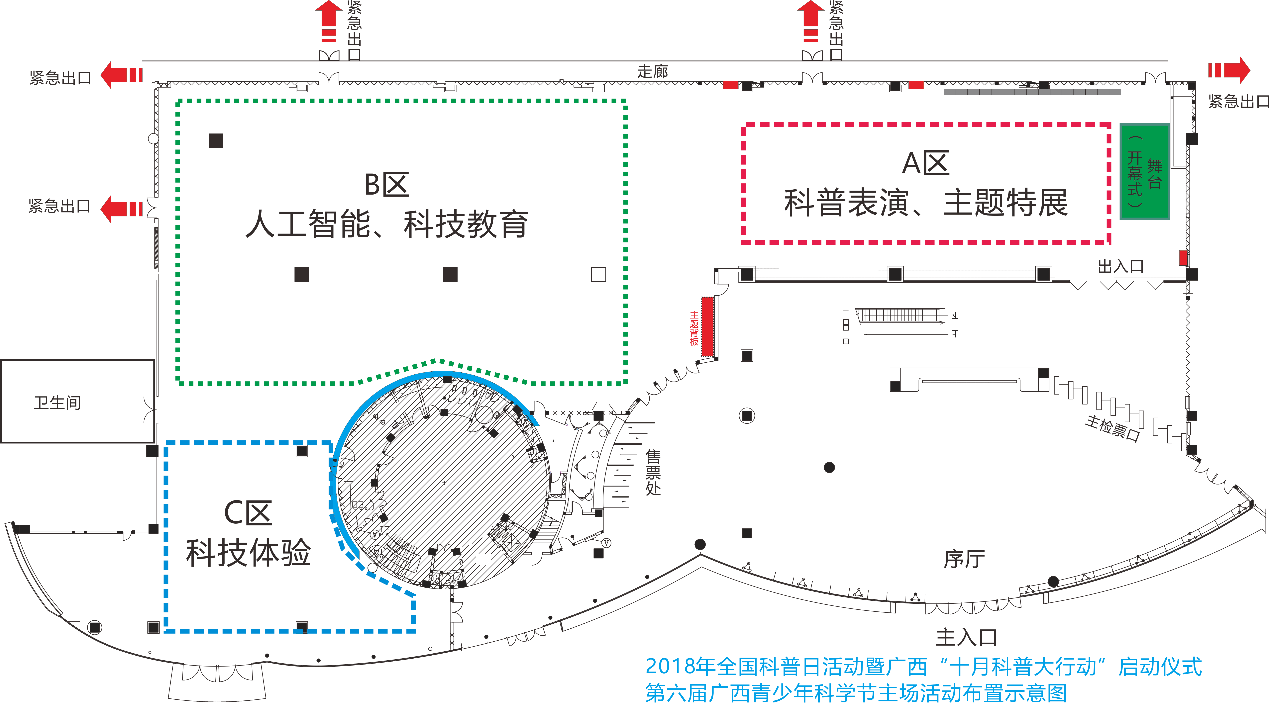 紧急出口
紧急出口
紧急出口
走廊
紧急出口
紧急出口
B区
人工智能、科技教育
A区
科普表演、主题特展
舞台
（开幕式）
出入口
卫生间
主检票口
售票处
C区
科技体验
序厅
主入口
2018年全国科普日活动暨广西“十月科普大行动”启动仪式
第六届广西青少年科学节主场活动布置示意图